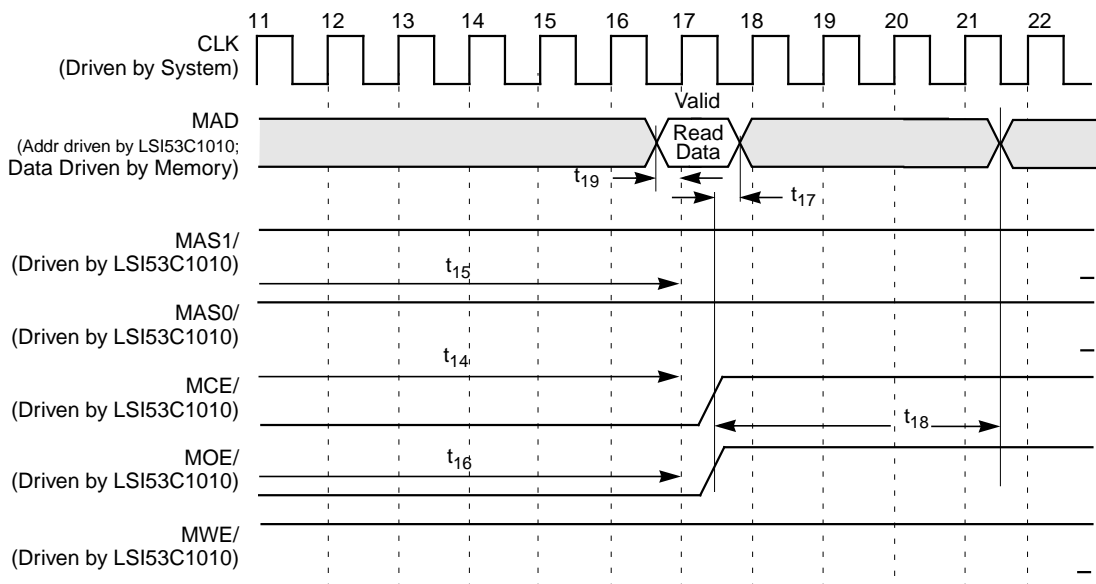 11 12 13 14 15 16 17 18 19 20 21 22
CLK
(Driven by System)
Valid
MAD
(Addr driven by LSI53C1010;
Data Driven by Memory)
Read
Data
t19
t17
MAS1/
(Driven by LSI53C1010)
t15
MAS0/
(Driven by LSI53C1010)
t14
MCE/
(Driven by LSI53C1010)
t18
MOE/
(Driven by LSI53C1010)
t16
MWE/
(Driven by LSI53C1010)